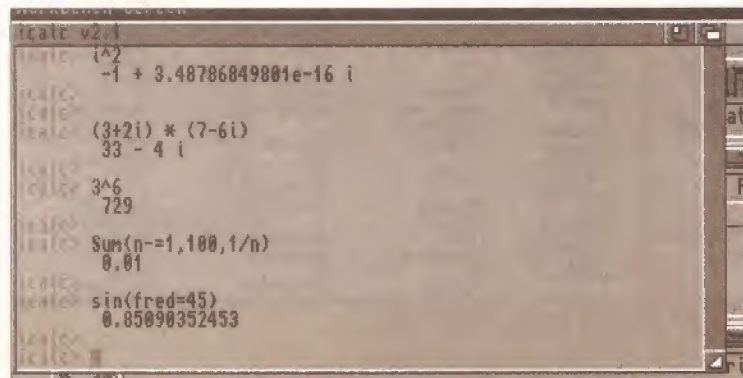 icalc v2.1
icalc> i^2
-1 + 3.48786849801e-16 i
icalc>
icalc>
icalc> (3+2i) * (7-6i)
33 - 4 i
icalc>
icalc> 3^6
729
icalc>
icalc> Sum(n-=1,100,1/n)
0.01
icalc>
icalc> sin(fred=45)
0.85090352453
icalc>
icalc>